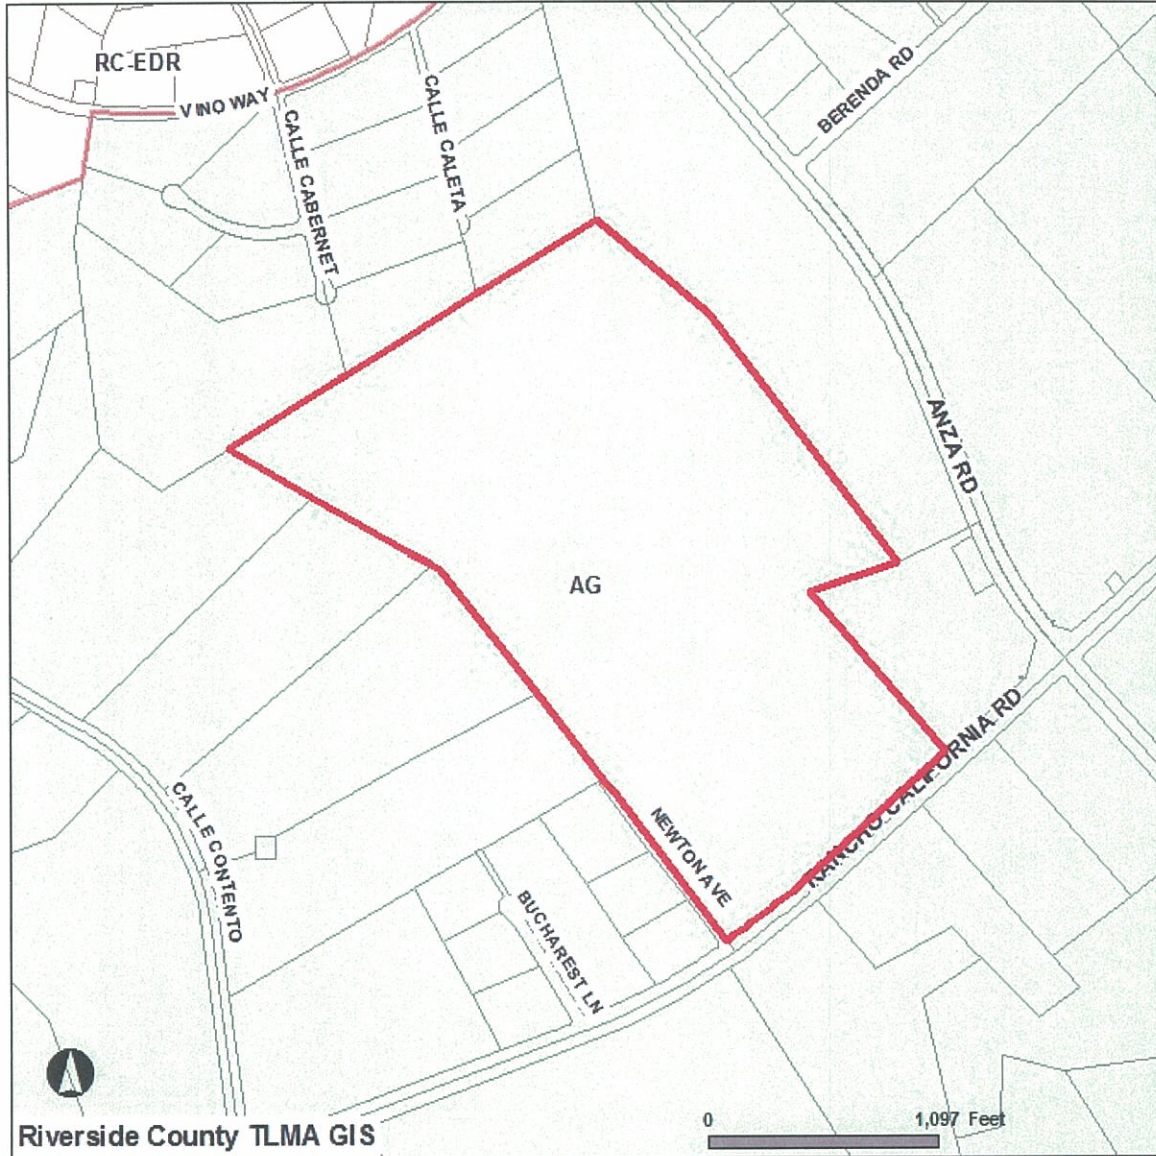 RC-EDR
VINO WAY
CALLE CABERNET
CALLE CALETA
BERENDA RD
ANZA RD
AG
RANCHO CALIFORNIA RD
NEWTON AVE
CALLE CONTENTO
BUCHAREST LN
0 1,097 Feet
Riverside County TLMA GIS